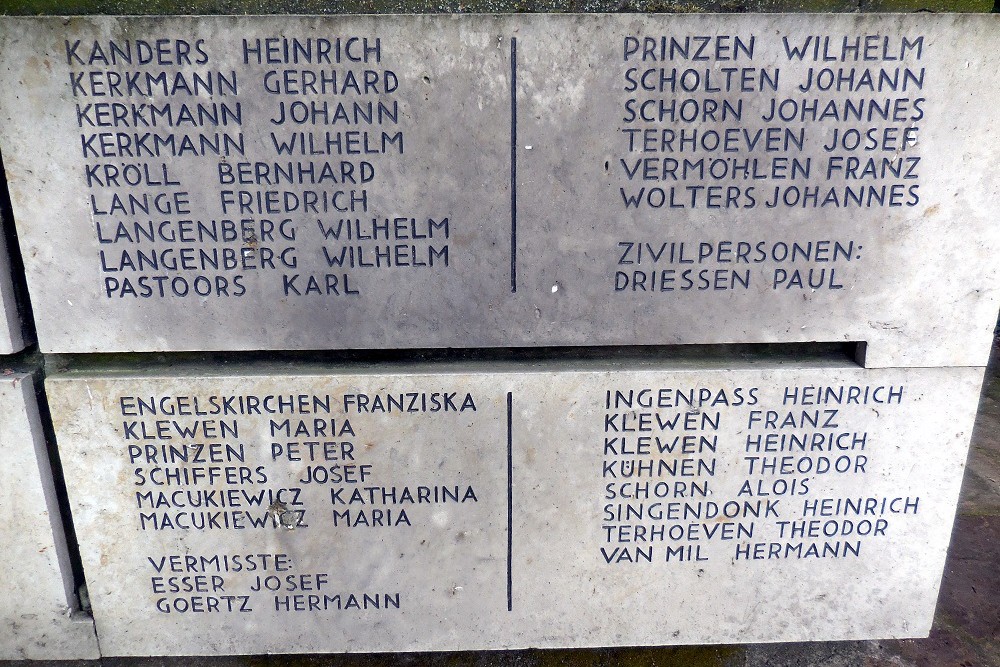 KANDERS HEINRICH
KERKMANN GERHARD
KERKMANN JOHANN
KERKMANN WILHELM
KRÖLL BERNHARD
LANGE FRIEDRICH
LANGENBERG WILHELM
LANGENBERG WILHELM
PASTOORS KARL
PRINZEN WILHELM
SCHOLTEN JOHANN
SCHORN JOHANNES
TERHOEVEN JOSEF
VERMÖHLEN FRANZ
WOLTERS JOHANNES
ZIVILPERSONEN:
DRIESSEN PAUL
ENGELSKIRCHEN FRANZISKA
KLEWEN MARIA
PRINZEN PETER
SCHIFFERS JOSEF
MACUKIEWICZ KATHARINA
MACUKIEWICZ MARIA
VERMISSTE:
ESSER JOSEF
GOERTZ HERMANN
INGENPASS HEINRICH
KLEWEN FRANZ
KLEWEN HEINRICH
KÜHNEN THEODOR
SCHORN ALOIS
SINGENDONK HEINRICH
TERHOEVEN THEODOR
VAN MIL HERMANN